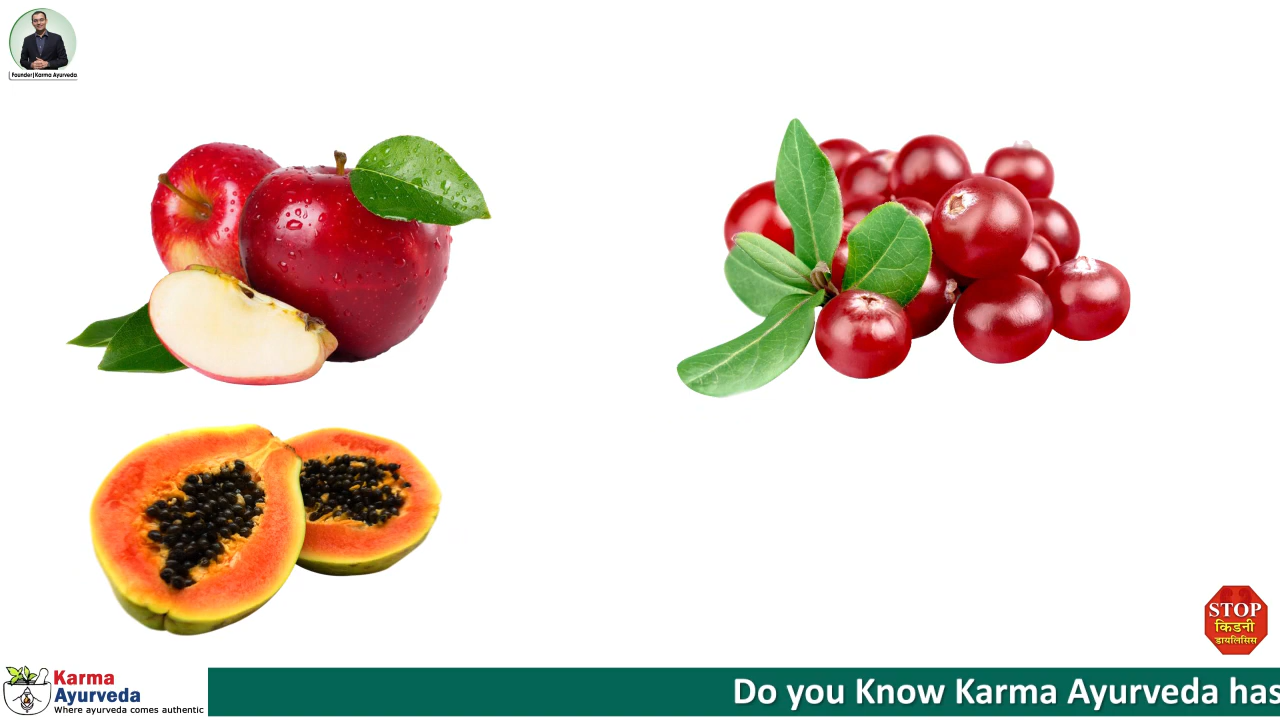 Founder|Karma Ayurveda
STOP
किडनी
डायलिसिस
Karma
Ayurveda
Where ayurveda comes authentic
Do you Know Karma Ayurveda has